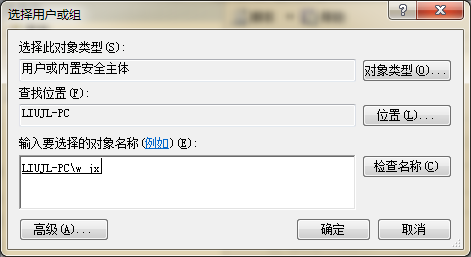 选择用户或组
选择此对象类型(S):
用户或内置安全主体
对象类型(O)...
查找位置(F):
LIUJL-PC
位置(L)...
输入要选择的对象名称(例如)(E):
LIUJL-PC\w_jx
检查名称(C)
高级(A)...
确定
取消